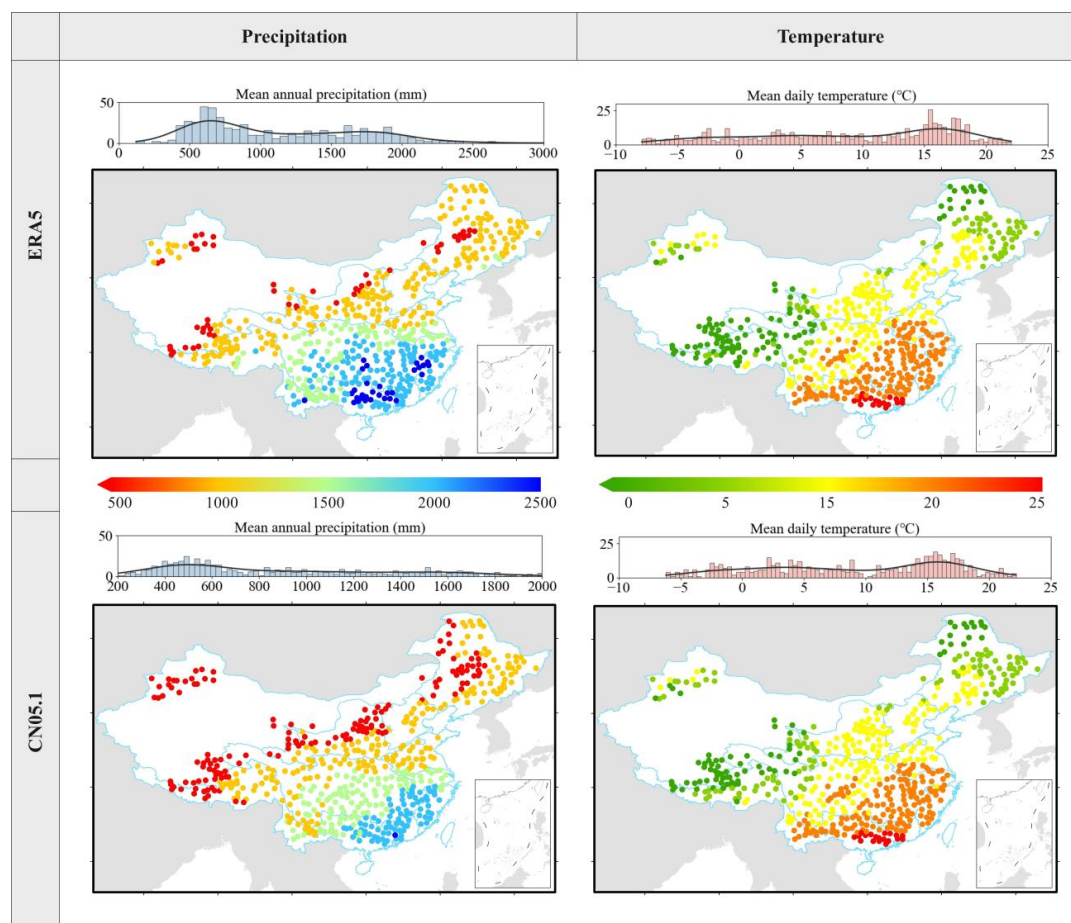 Precipitation
Temperature
ERA5
Mean annual precipitation (mm)
50
0
0 500 1000 1500 2000 2500 3000
Mean daily temperature (℃)
25
0
−10 −5 0 5 10 15 20 25
500 1000 1500 2000 2500
0 5 15 20 25
CN05.1
Mean annual precipitation (mm)
50
0
200 400 600 800 1000 1200 1400 1600 1800 2000
Mean daily temperature (℃)
25
0
−10 −5 0 5 10 15 20 25